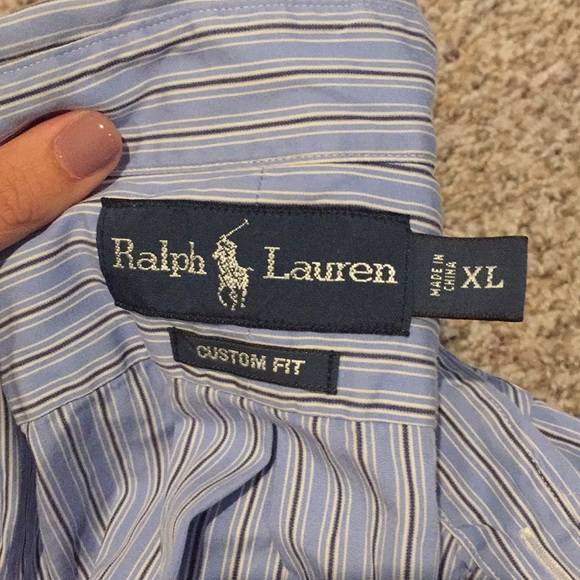 Ralph Lauren
MADE IN
CHINA
XL
CUSTOM FIT